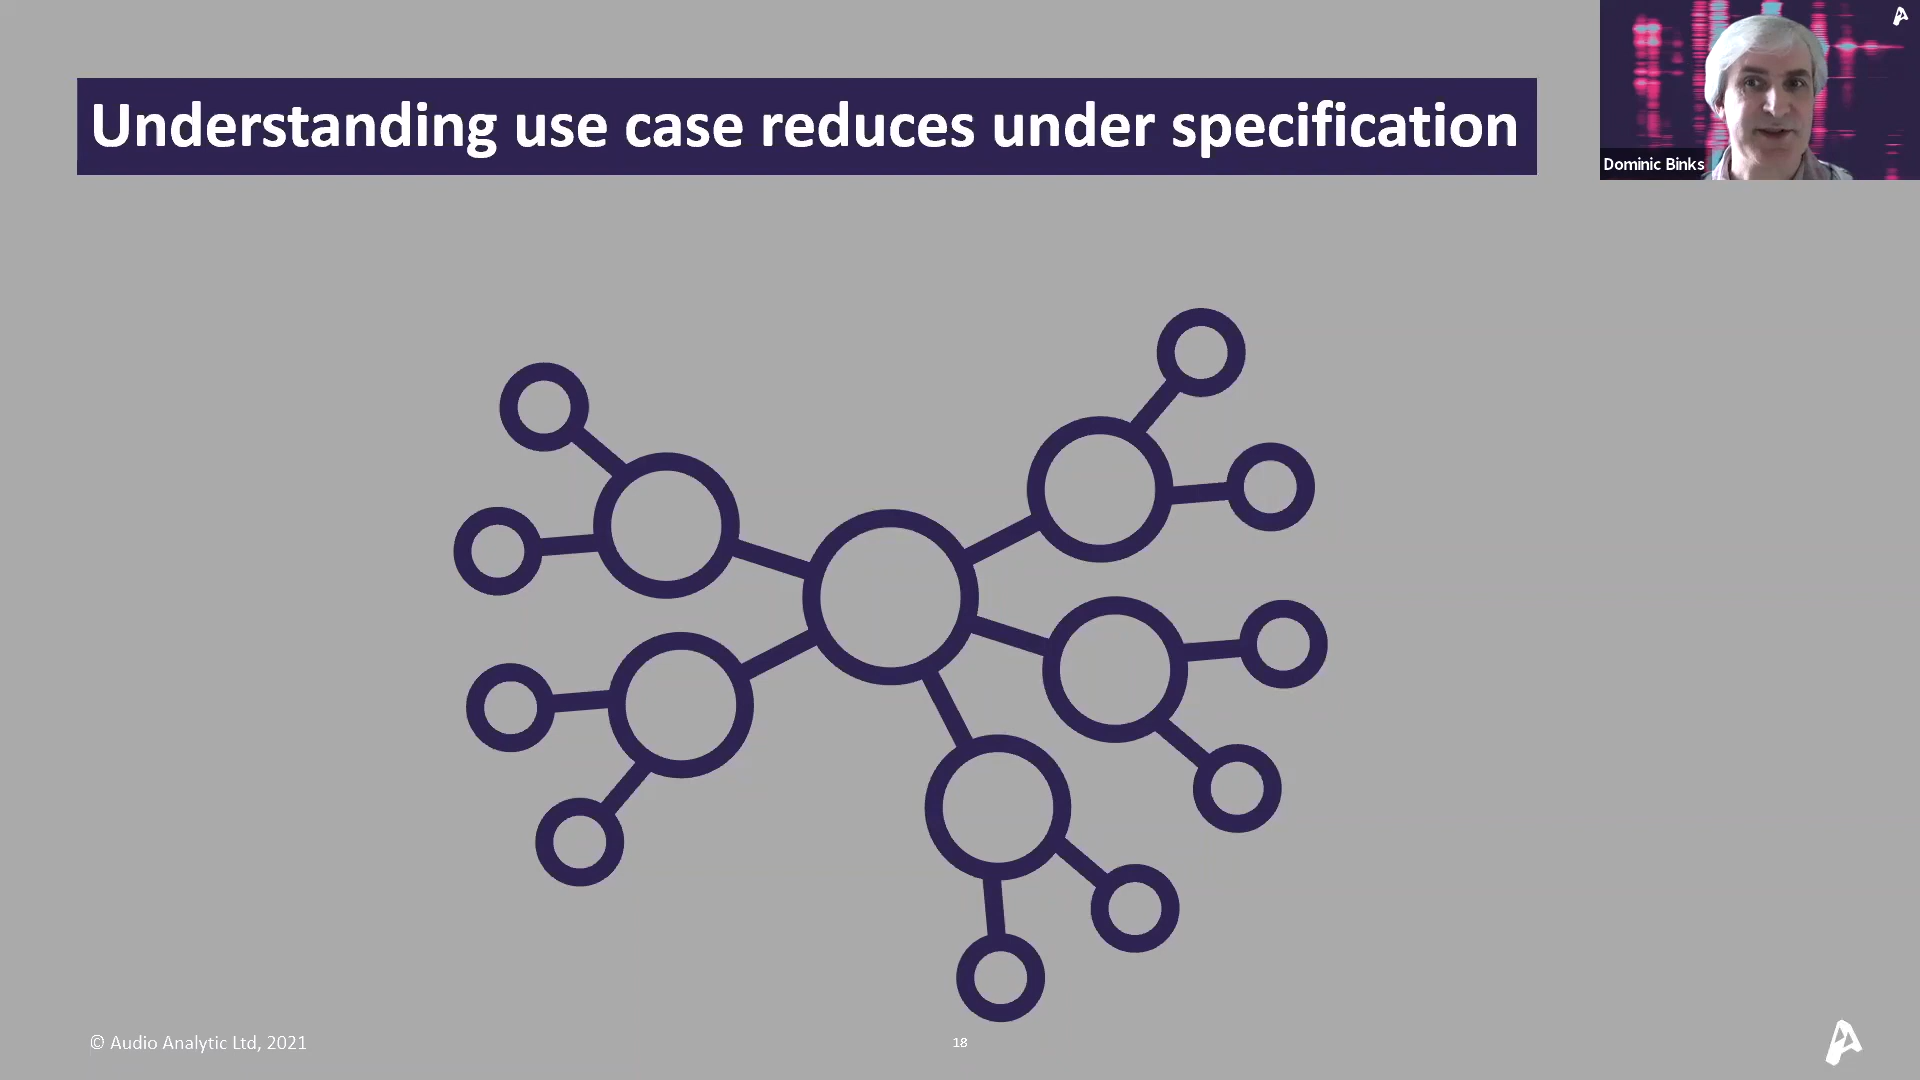 Understanding use case reduces under specification
Dominic Binks
© Audio Analytic Ltd, 2021
18